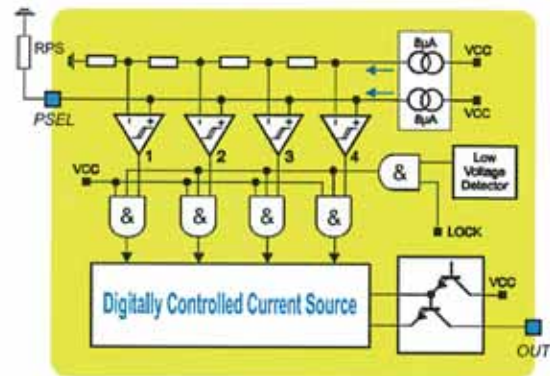 RPS
PSEL
8µA
VCC
VCC
8µA
- + - + - + - +
1 2 3 4
VCC
& & & &
&
Low
Voltage
Detector
LOCK
Digitally Controlled Current Source
VCC
OUT